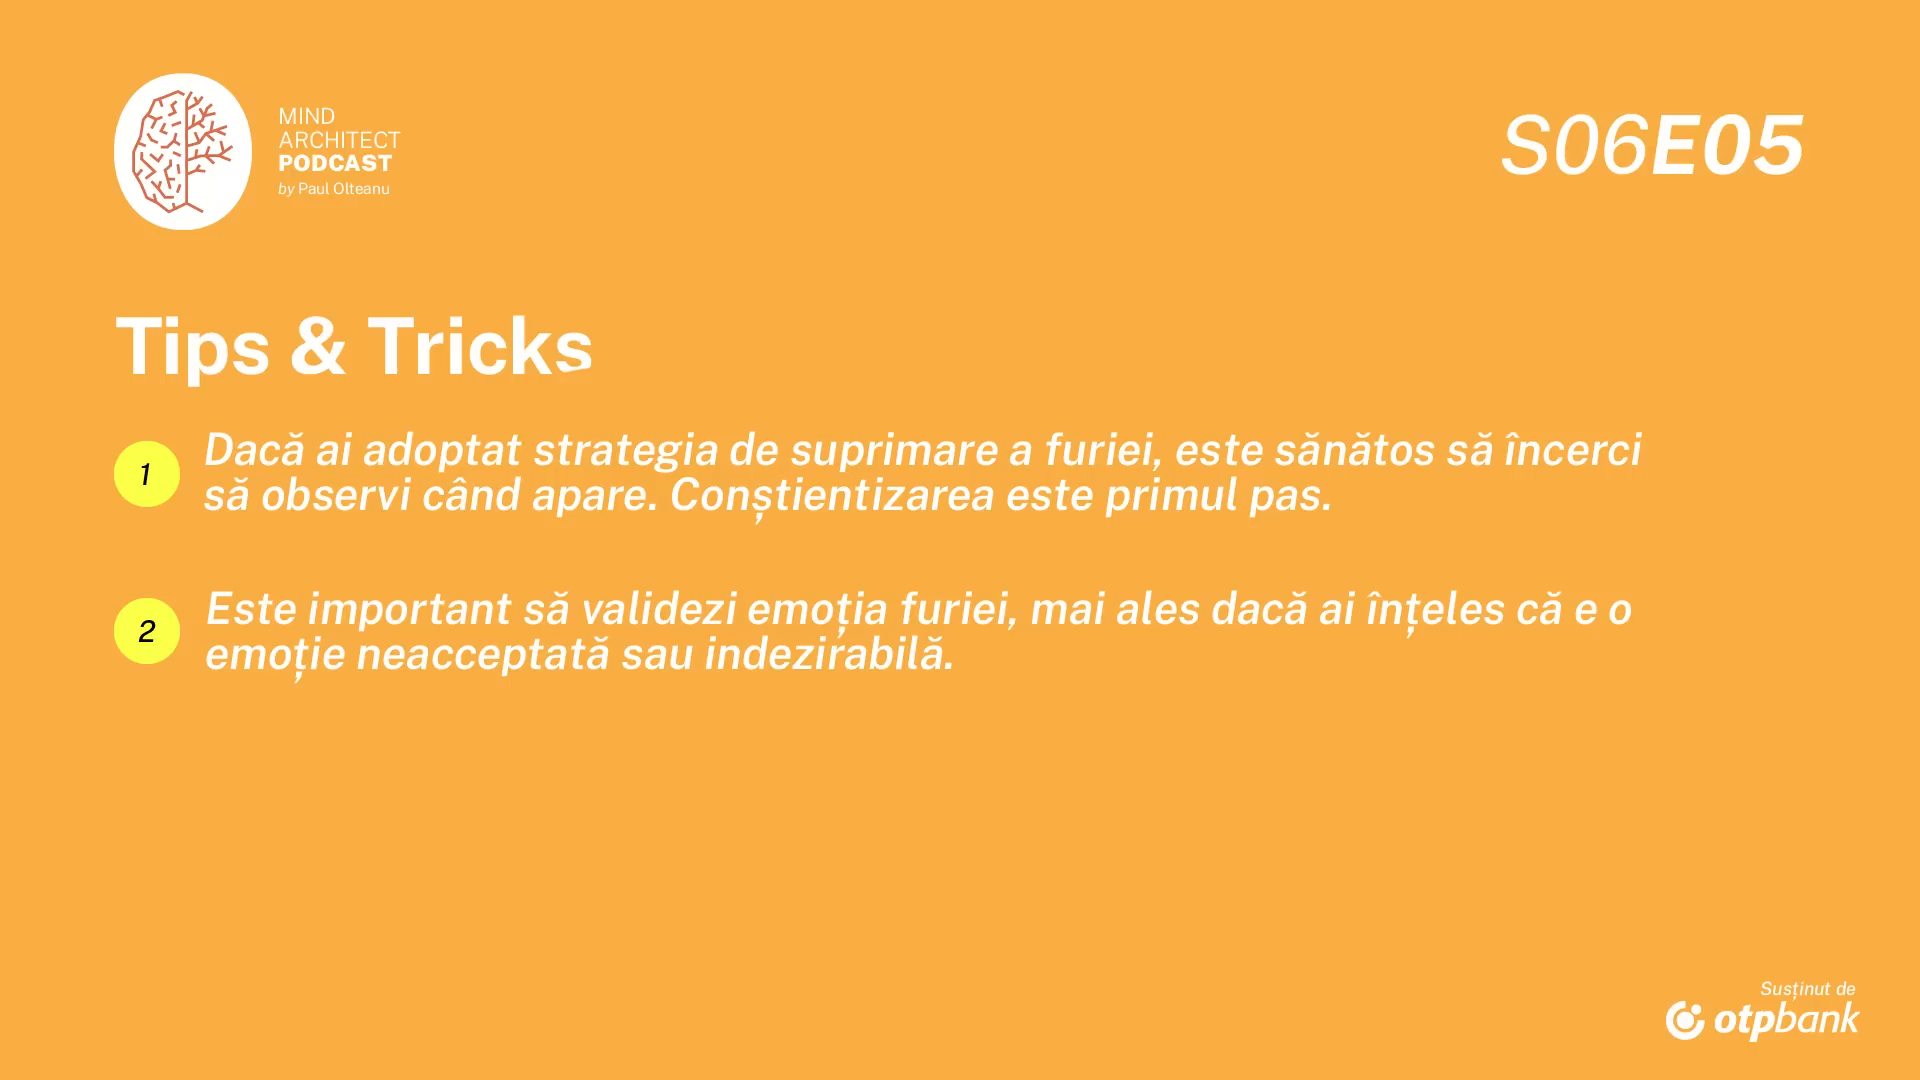 MIND
ARCHITECT
PODCAST
by Paul Olteanu
S06E05
Tips & Tricks
1
Dacă ai adoptat strategia de suprimare a furiei, este sănătos să încerci
să observi când apare. Conștientizarea este primul pas.
2
Este important să validezi emoția furiei, mai ales dacă ai înțeles că e o
emoție neacceptată sau indezirabilă.
Susținut de
otpbank